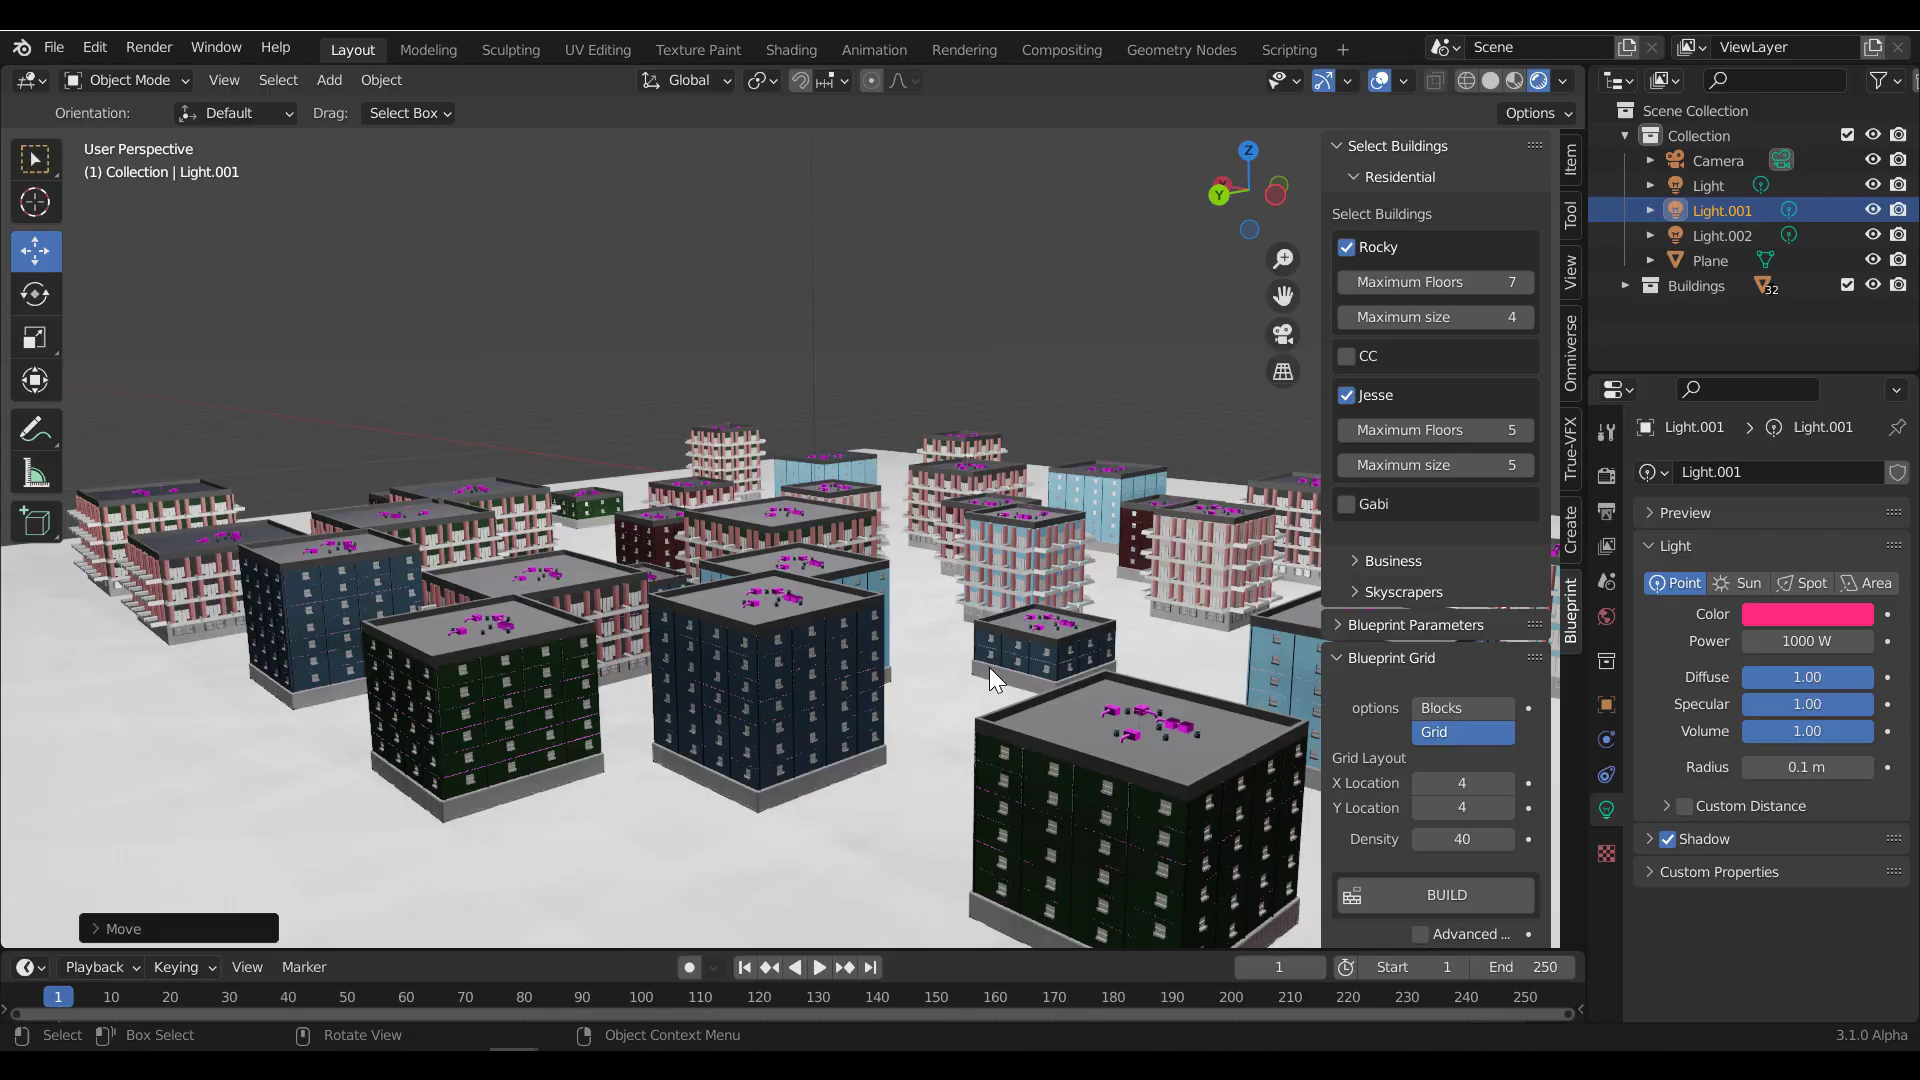 File Edit Render Window Help Layout Modeling Sculpting UV Editing Texture Paint Shading Animation Rendering Compositing Geometry Nodes Scripting Scene ViewLayer
Object Mode View Select Add Object Global
Orientation: Default Drag: Select Box Options
User Perspective
(1) Collection | Light.001
Z
X
Y
Move
Select Buildings
Residential
Select Buildings
Rocky
Maximum Floors 7
Maximum size 4
CC
Jesse
Maximum Floors 5
Maximum size 5
Gabi
Business
Skyscrapers
Blueprint Parameters
Blueprint Grid
options Blocks
Grid
Grid Layout
X Location 4
Y Location 4
Density 40
BUILD
Advanced ...
Item
Tool
View
Omniverse
True-VFX
Create
Blueprint
Scene Collection
Collection
Camera
Light
Light.001
Light.002
Plane
Buildings 32
Light.001 > Light.001
Light.001
Preview
Light
Point Sun Spot Area
Color
Power 1000 W
Diffuse 1.00
Specular 1.00
Volume 1.00
Radius 0.1 m
Custom Distance
Shadow
Custom Properties
Playback Keying View Marker 1 Start 1 End 250
1 10 20 30 40 50 60 70 80 90 100 110 120 130 140 150 160 170 180 190 200 210 220 230 240 250
Select Box Select Rotate View Object Context Menu 3.1.0 Alpha